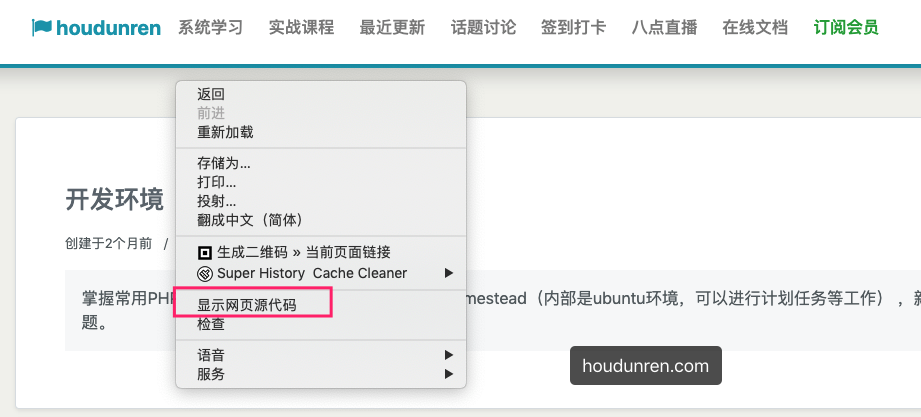 houdunren 系统学习 实战课程 最近更新 话题讨论 签到打卡 八点直播 在线文档 订阅会员
返回
前进
重新加载
存储为...
打印...
投射...
翻成中文（简体）
生成二维码 » 当前页面链接
Super History Cache Cleaner
显示网页源代码
检查
语音
服务
开发环境
创建于2个月前 /
掌握常用PH
mestead（内部是ubuntu环境，可以进行计划任务等工作），新
题。
houdunren.com